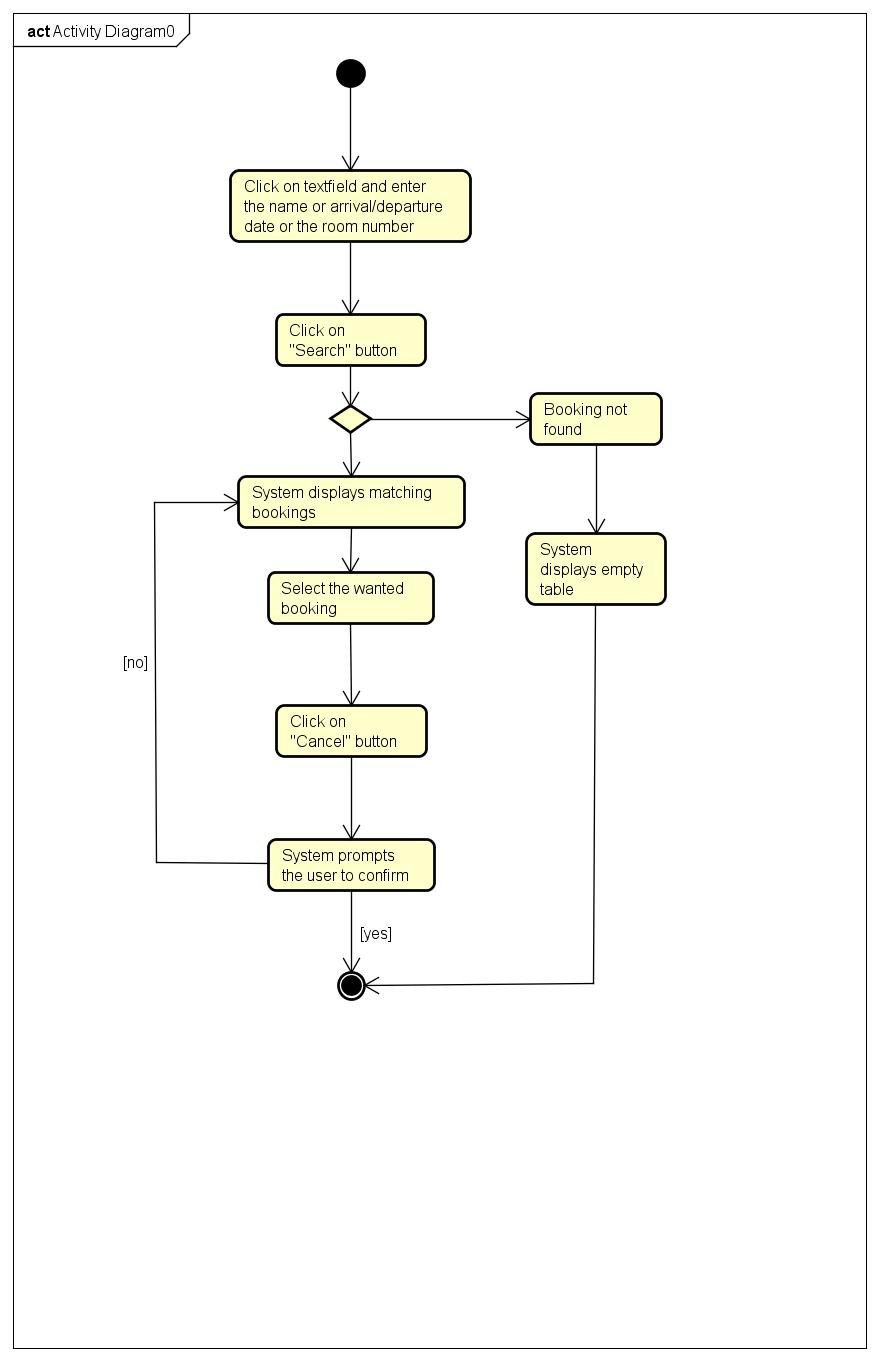 act Activity Diagram0
Click on textfield and enter
the name or arrival/departure
date or the room number
Click on
"Search" button
Booking not
found
System displays matching
bookings
System
displays empty
table
Select the wanted
booking
[no]
Click on
"Cancel" button
System prompts
the user to confirm
[yes]